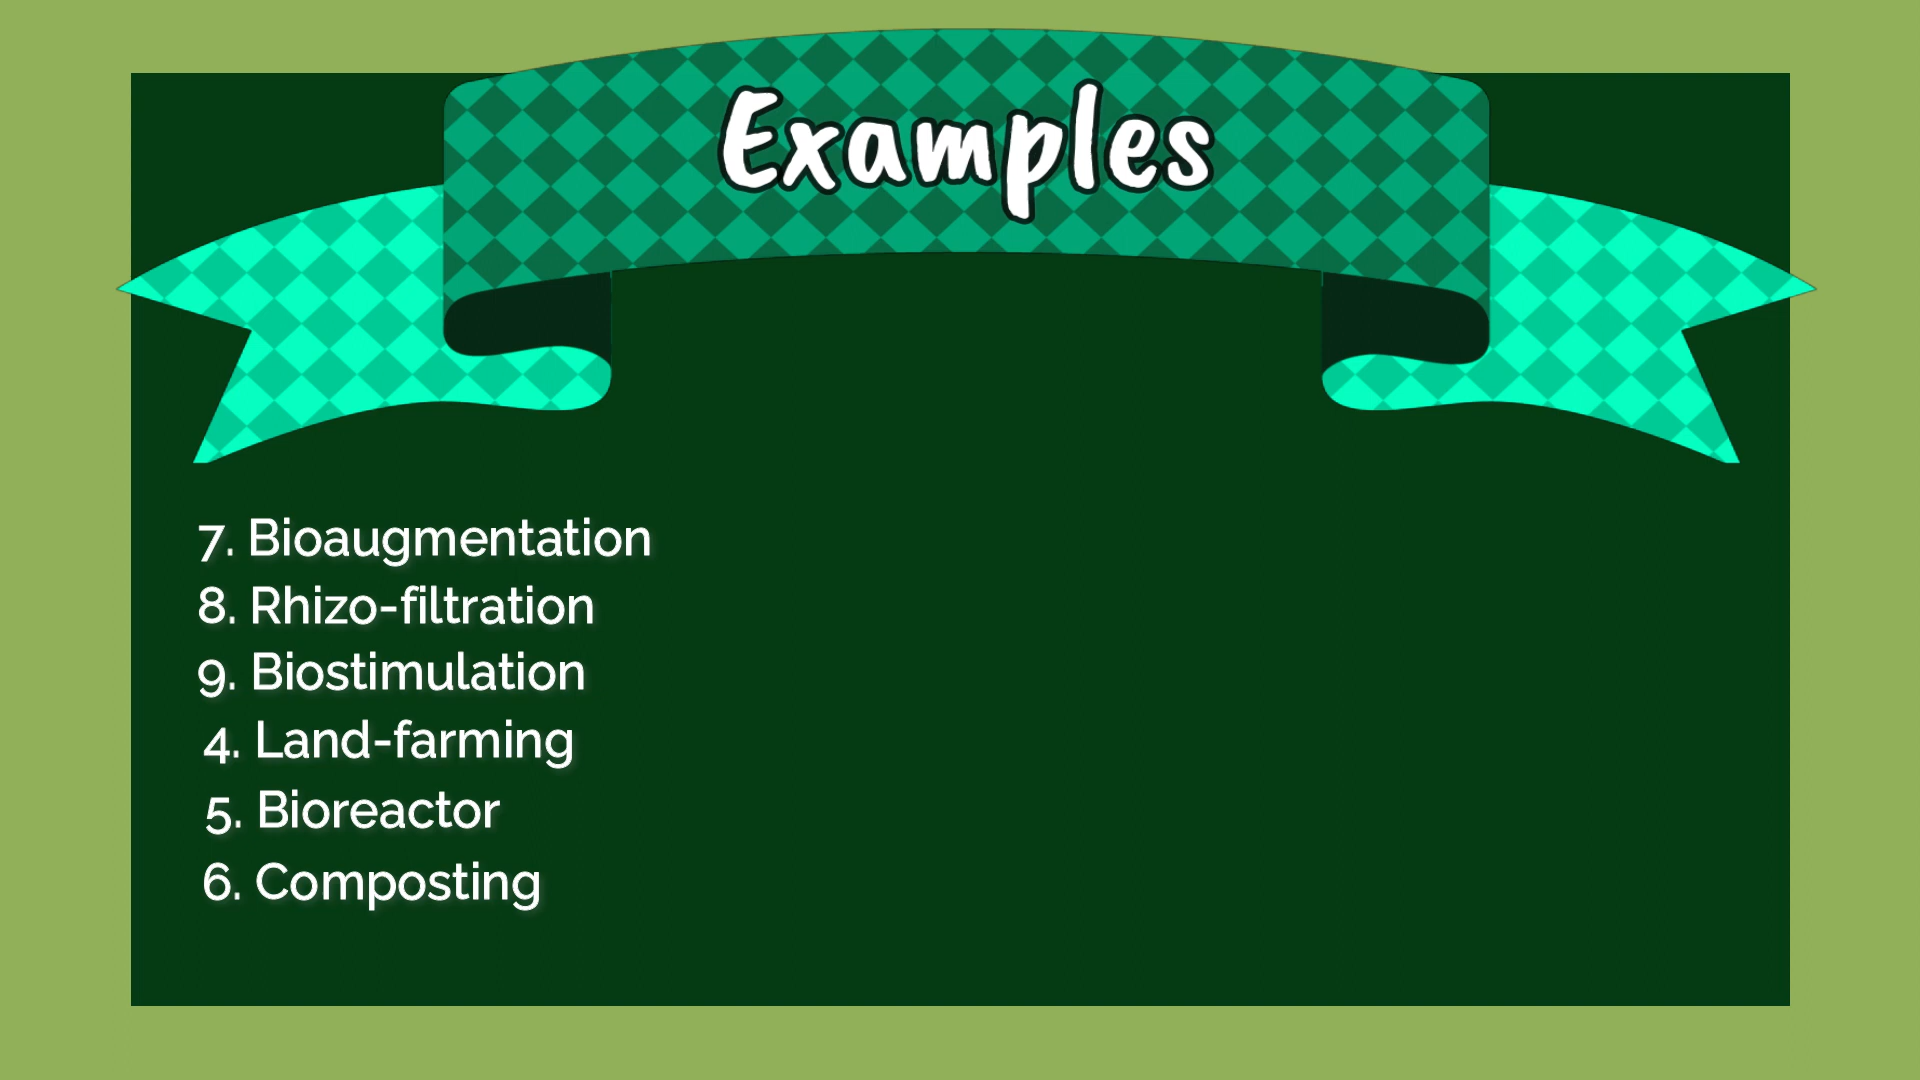 Examples
7. Bioaugmentation
8. Rhizo-filtration
9. Biostimulation
4. Land-farming
5. Bioreactor
6. Composting